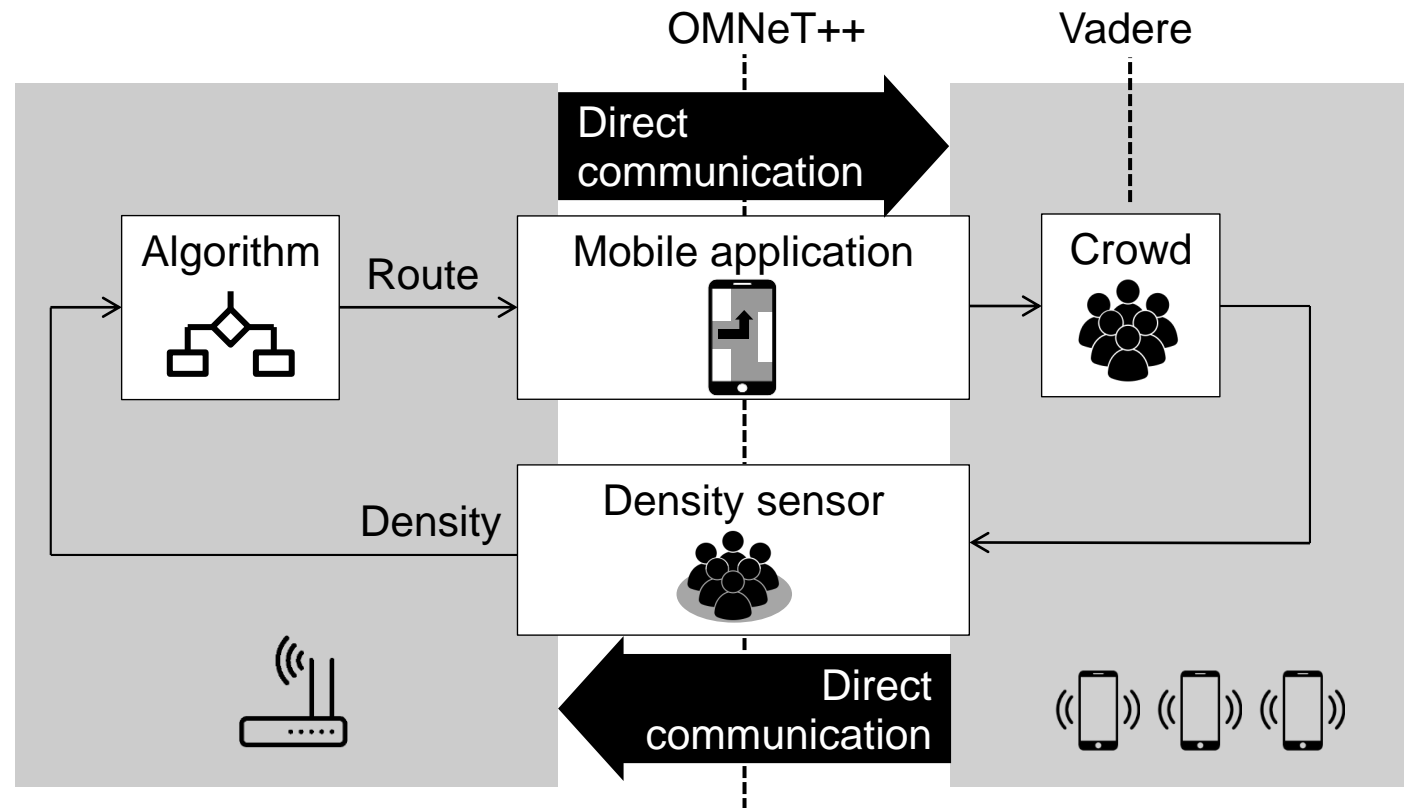 OMNeT++
Vadere
Direct
communication
Algorithm
Route
Mobile application
Crowd
Density
Density sensor
Direct
communication